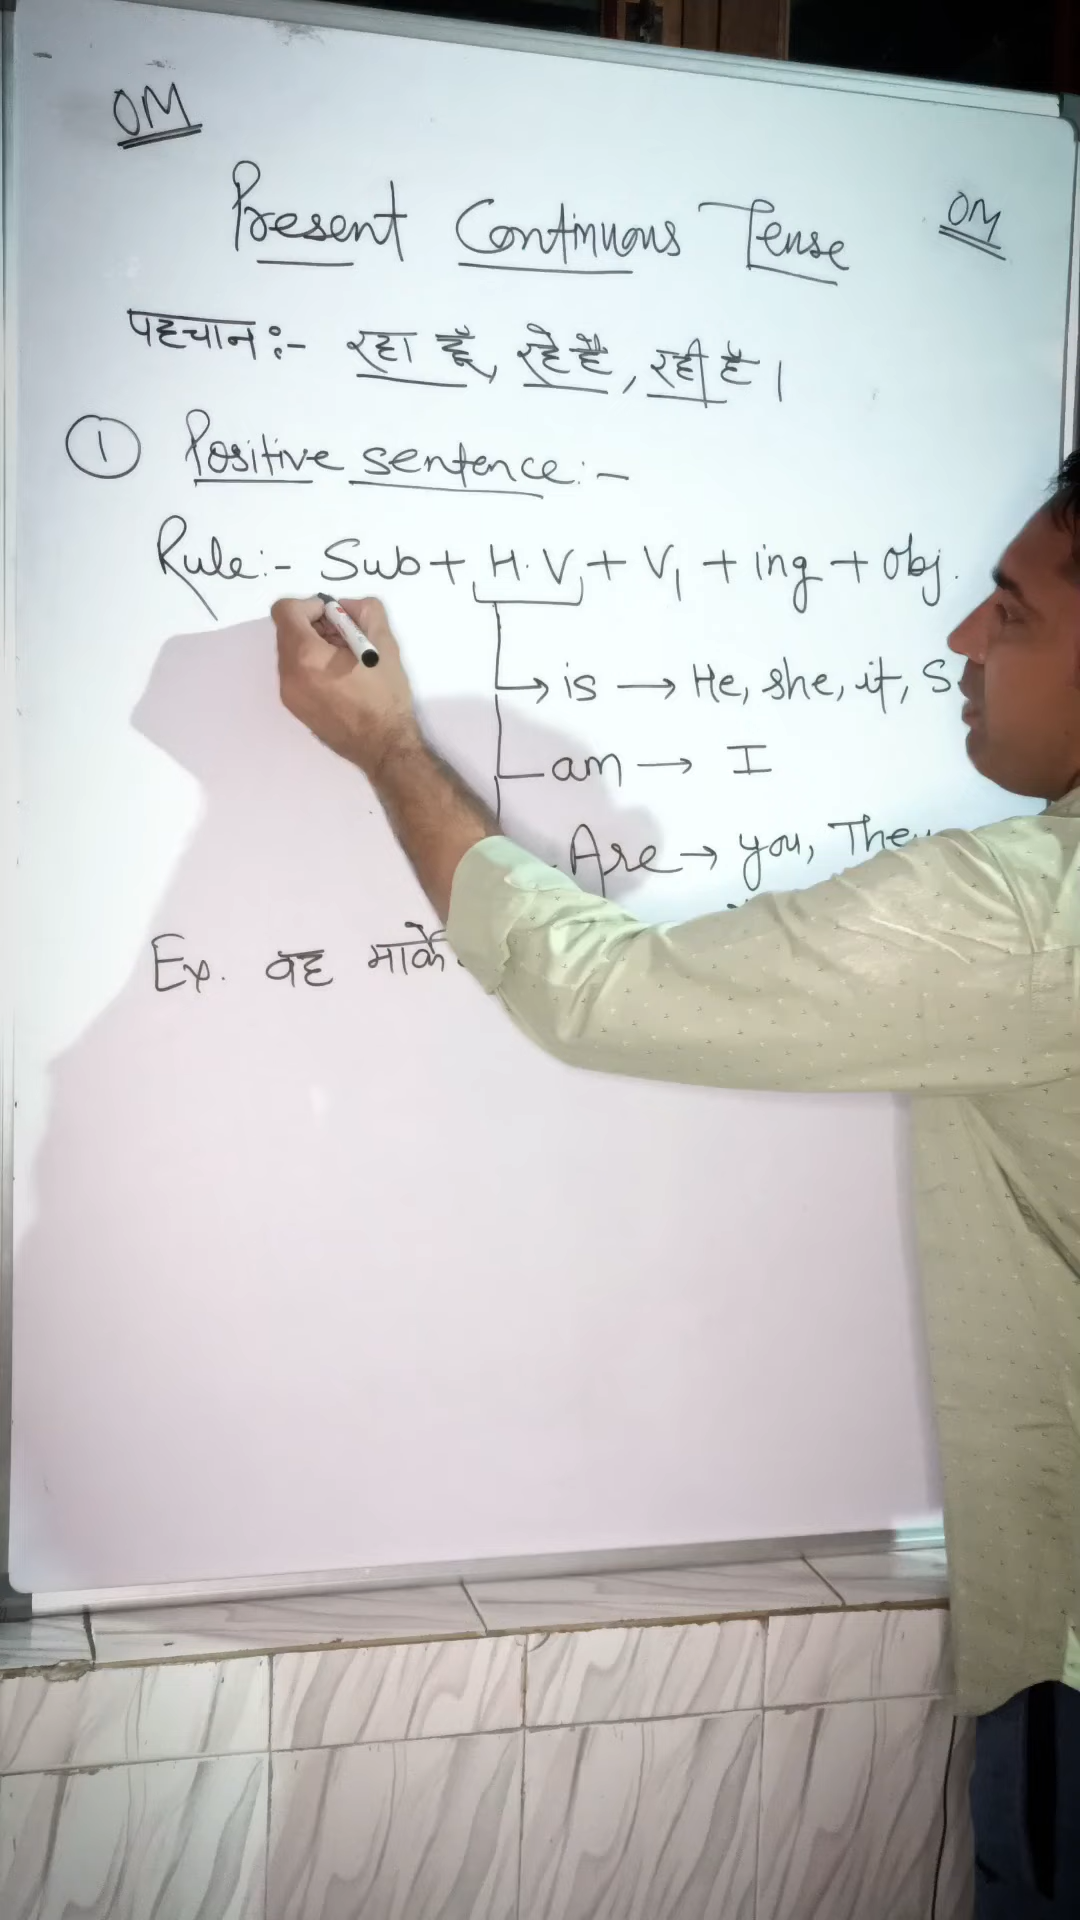 OM
Present Continuous Tense OM
पहचान :- रहा हूँ, रहे हैं, रही है।
① Positive sentence :-
Rule :- Sub + H.V + V₁ + ing + obj.
→ is → He, she, it, S
am → I
Are → you, They
Ex. वह